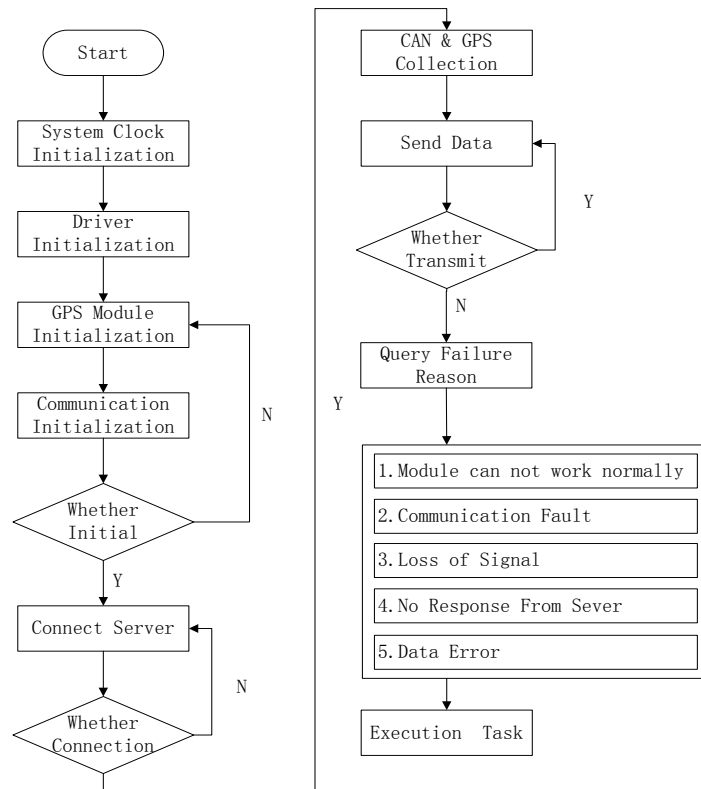 Start
System Clock
Initialization
Driver
Initialization
GPS Module
Initialization
Communication
Initialization
N
Whether
Initial
Y
Connect Server
N
Whether
Connection
Y
CAN & GPS
Collection
Send Data
Y
Whether
Transmit
N
Query Failure
Reason
1.Module can not work normally
2.Communication Fault
3.Loss of Signal
4.No Response From Sever
5.Data Error
Execution Task